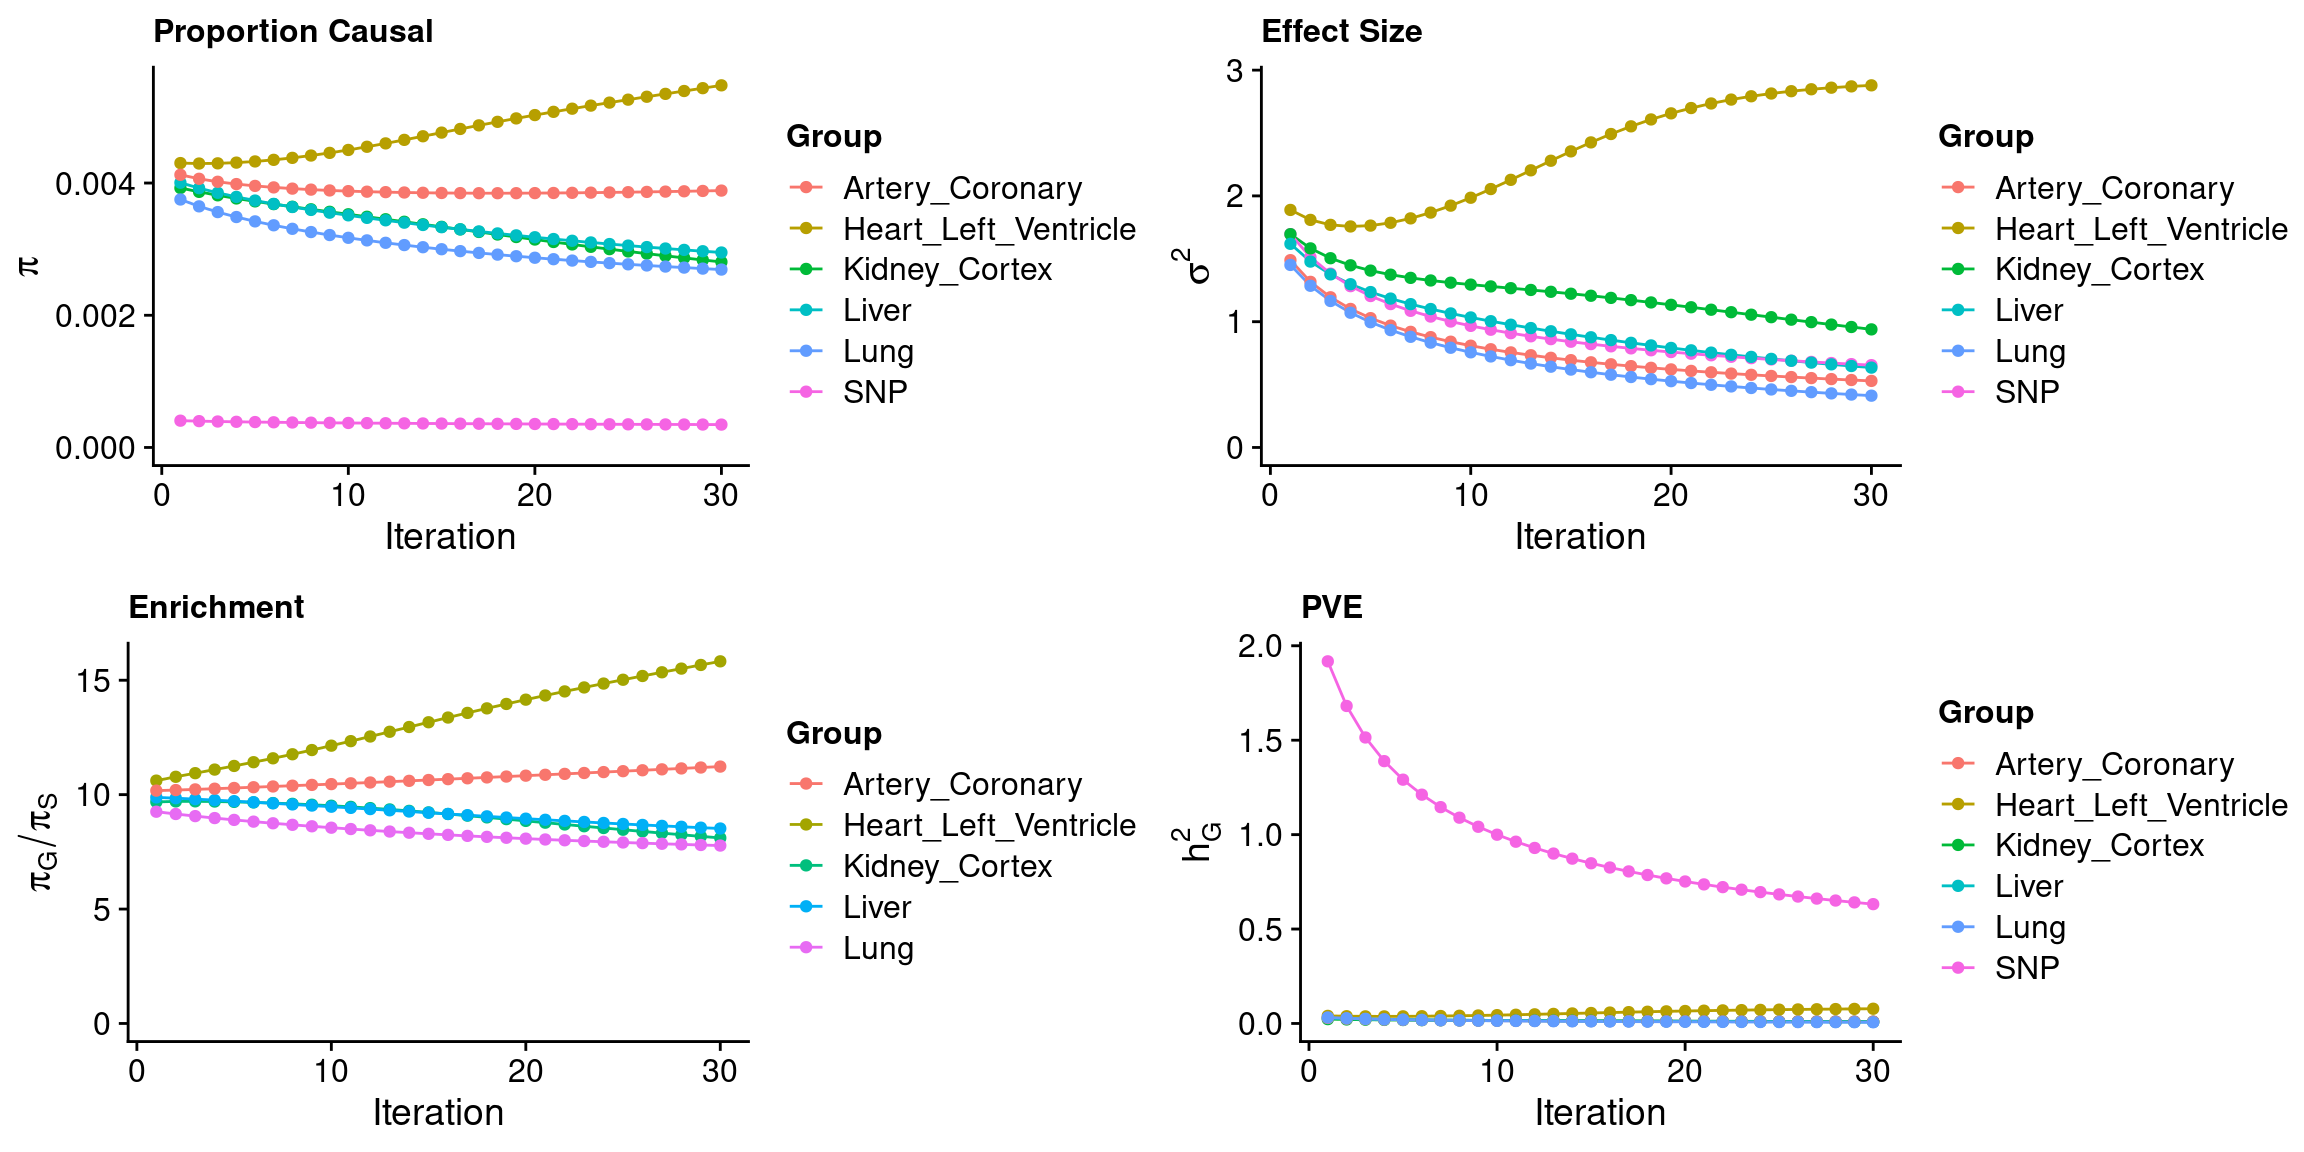 Proportion Causal
π
0.004
0.002
0.000
0 10 20 30
Iteration
Group
Artery_Coronary
Heart_Left_Ventricle
Kidney_Cortex
Liver
Lung
SNP
Effect Size
σ²
3
2
1
0
0 10 20 30
Iteration
Group
Artery_Coronary
Heart_Left_Ventricle
Kidney_Cortex
Liver
Lung
SNP
Enrichment
π_G/π_S
15
10
5
0
0 10 20 30
Iteration
Group
Artery_Coronary
Heart_Left_Ventricle
Kidney_Cortex
Liver
Lung
PVE
h²_G
2.0
1.5
1.0
0.5
0.0
0 10 20 30
Iteration
Group
Artery_Coronary
Heart_Left_Ventricle
Kidney_Cortex
Liver
Lung
SNP